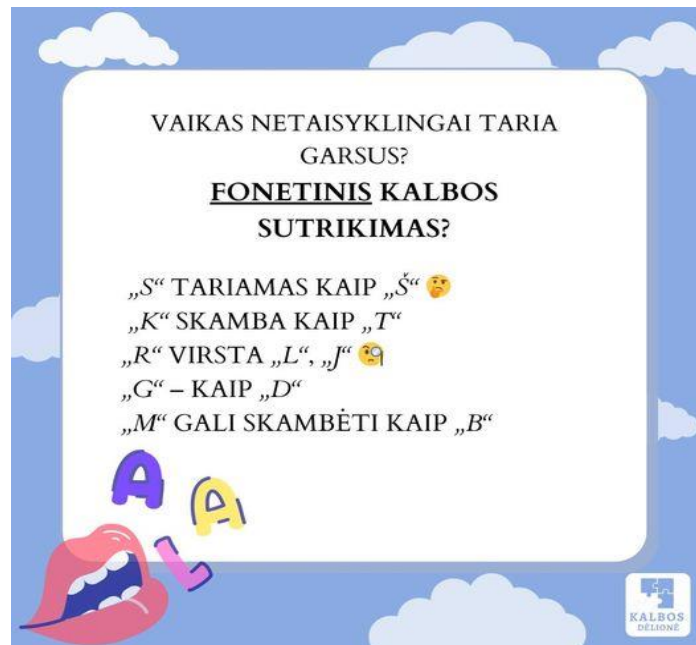 VAIKAS NETAISYKLINGAI TARIA
GARSUS?
FONETINIS KALBOS
SUTRIKIMAS?
„S“ TARIAMAS KAIP „Š“ 🤔
„K“ SKAMBA KAIP „T“
„R“ VIRSTA „L“, „J“ 🧐
„G“ – KAIP „D“
„M“ GALI SKAMBĖTI KAIP „B“
A A
L
KALBOS
DĖLIONĖ